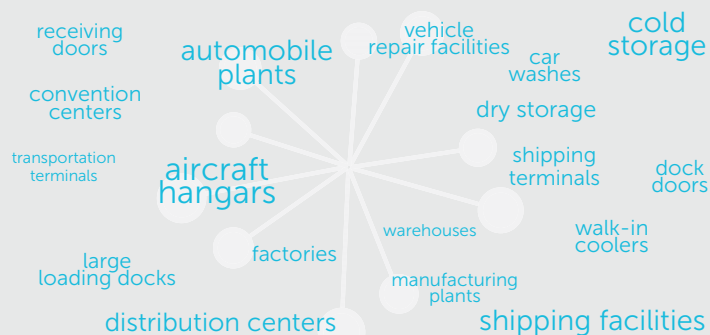 receiving
doors
automobile
plants
vehicle
repair facilities
cold
storage
car
washes
convention
centers
dry storage
transportation
terminals
aircraft
hangars
shipping
terminals
dock
doors
warehouses
walk-in
coolers
factories
large
loading docks
manufacturing
plants
distribution centers
shipping facilities